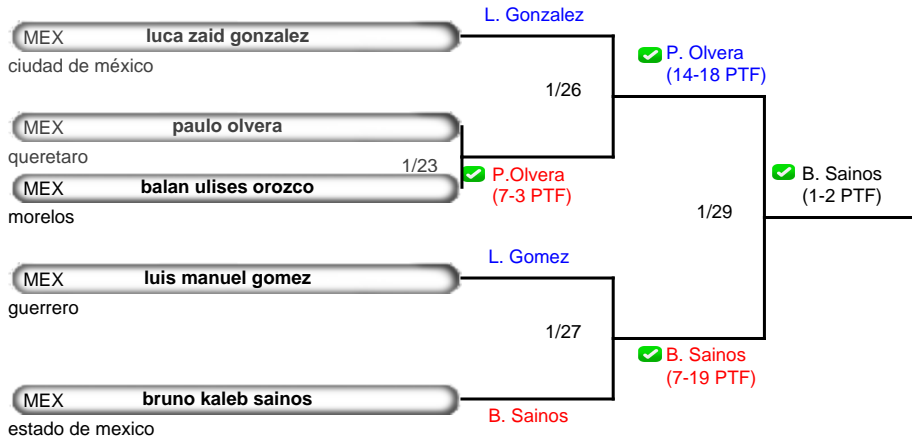 L. Gonzalez
MEX luca zaid gonzalez
ciudad de méxico
P. Olvera
(14-18 PTF)
1/26
MEX paulo olvera
queretaro
1/23
P.Olvera
(7-3 PTF)
MEX balan ulises orozco
morelos
B. Sainos
(1-2 PTF)
1/29
L. Gomez
MEX luis manuel gomez
guerrero
1/27
B. Sainos
(7-19 PTF)
MEX bruno kaleb sainos
B. Sainos
estado de mexico